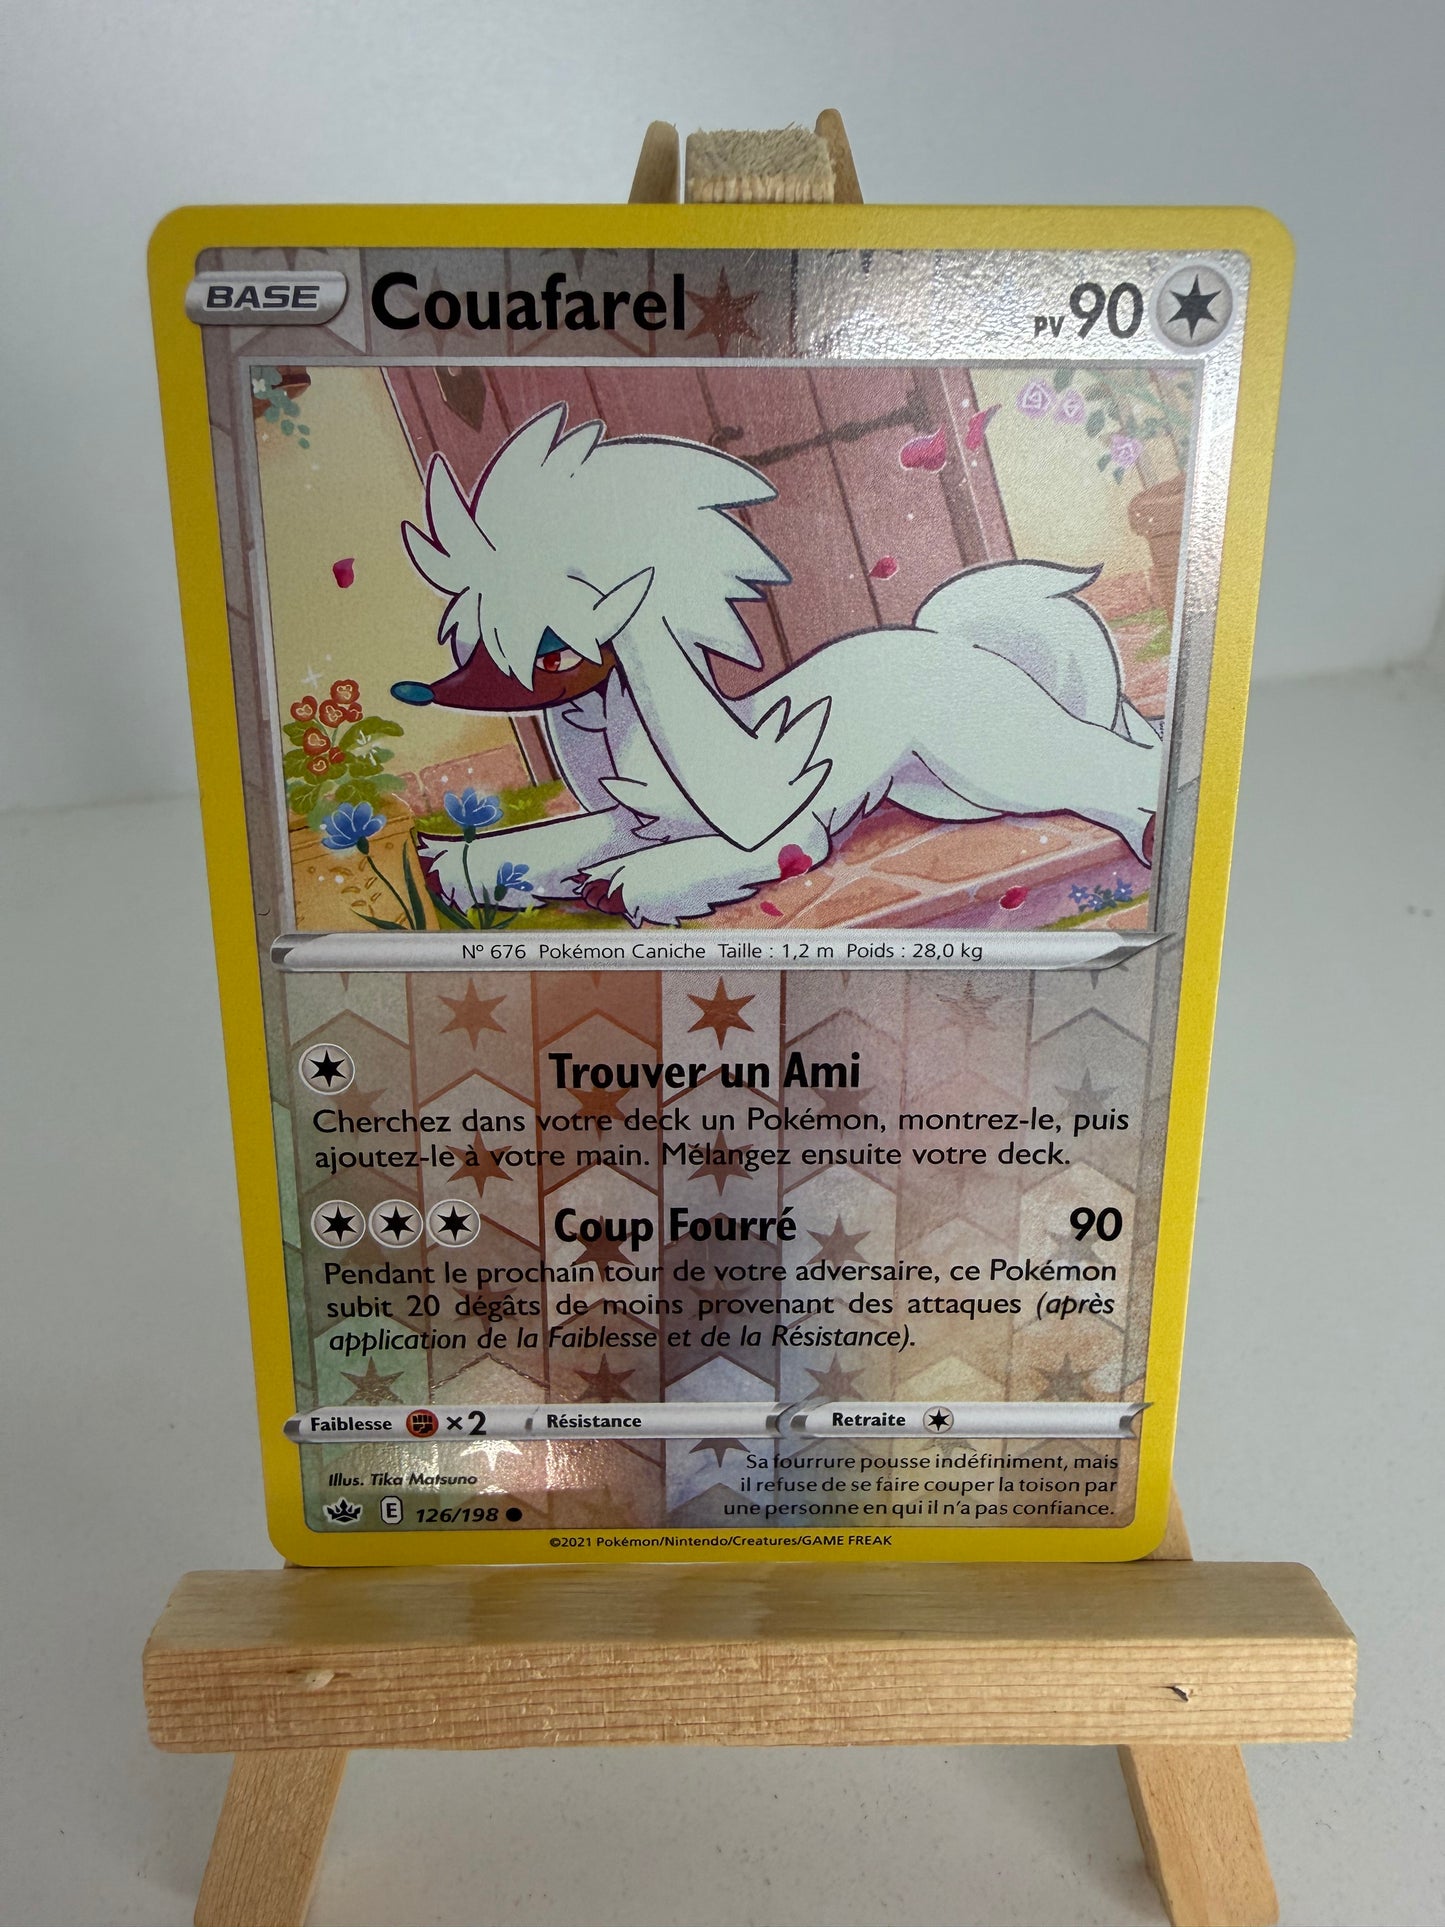 BASE Couafarel PV 90
Nº 676 Pokémon Caniche Taille : 1,2 m Poids : 28,0 kg
Trouver un Ami
Cherchez dans votre deck un Pokémon, montrez-le, puis
ajoutez-le à votre main. Mélangez ensuite votre deck.
Coup Fourré 90
Pendant le prochain tour de votre adversaire, ce Pokémon
subit 20 dégâts de moins provenant des attaques (après
application de la Faiblesse et de la Résistance).
Faiblesse ×2 Résistance Retraite
Illus. Tika Matsuno
E 126/198
Sa fourrure pousse indéfiniment, mais
il refuse de se faire couper la toison par
une personne en qui il n'a pas confiance.
©2021 Pokémon/Nintendo/Creatures/GAME FREAK